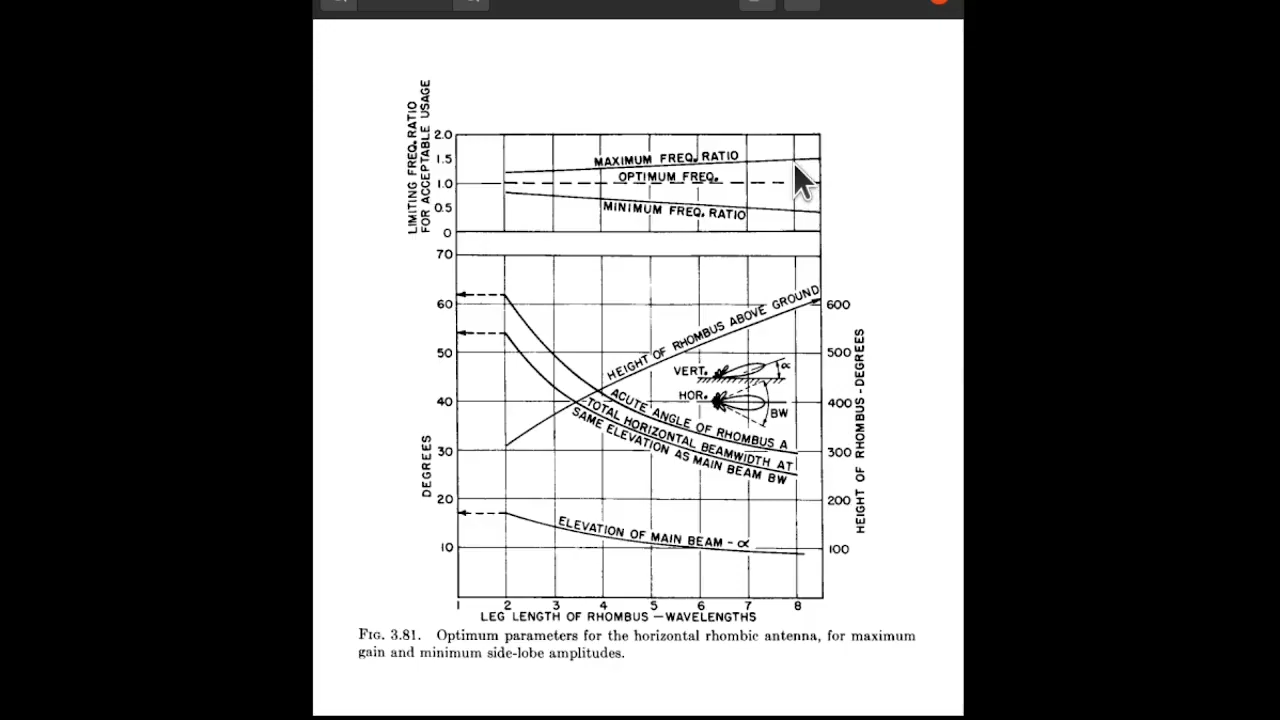 LIMITING FREQ. RATIO
FOR ACCEPTABLE USAGE
2.0
1.5
1.0
0.5
0
MAXIMUM FREQ. RATIO
OPTIMUM FREQ.
MINIMUM FREQ. RATIO
70
60
50
40
30
20
10
DEGREES
600
500
400
300
200
100
HEIGHT OF RHOMBUS - DEGREES
HEIGHT OF RHOMBUS ABOVE GROUND
VERT.
α
HOR.
BW
ACUTE ANGLE OF RHOMBUS A
TOTAL HORIZONTAL BEAMWIDTH AT
SAME ELEVATION AS MAIN BEAM BW
ELEVATION OF MAIN BEAM - α
1 2 3 4 5 6 7 8
LEG LENGTH OF RHOMBUS — WAVELENGTHS
FIG. 3.81. Optimum parameters for the horizontal rhombic antenna, for maximum
gain and minimum side-lobe amplitudes.